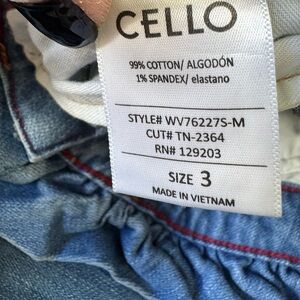 CELLO
99% COTTON/ ALGODÓN
1% SPANDEX/ elastano
STYLE# WV76227S-M
CUT# TN-2364
RN# 129203
SIZE 3
MADE IN VIETNAM